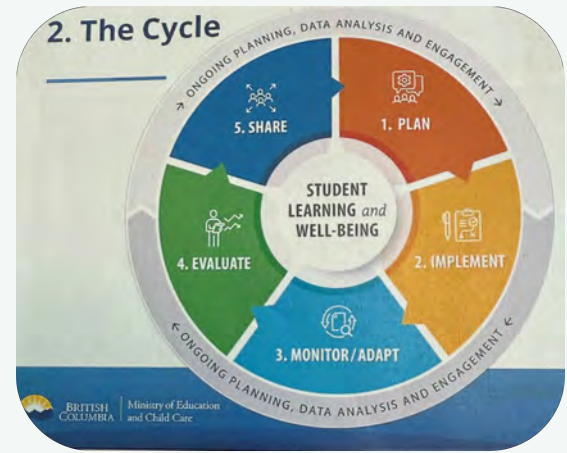 2. The Cycle
ONGOING PLANNING, DATA ANALYSIS AND ENGAGEMENT
5. SHARE
1. PLAN
STUDENT
LEARNING and
WELL-BEING
4. EVALUATE
2. IMPLEMENT
3. MONITOR/ADAPT
ONGOING PLANNING, DATA ANALYSIS AND ENGAGEMENT
BRITISH
COLUMBIA
Ministry of Education
and Child Care